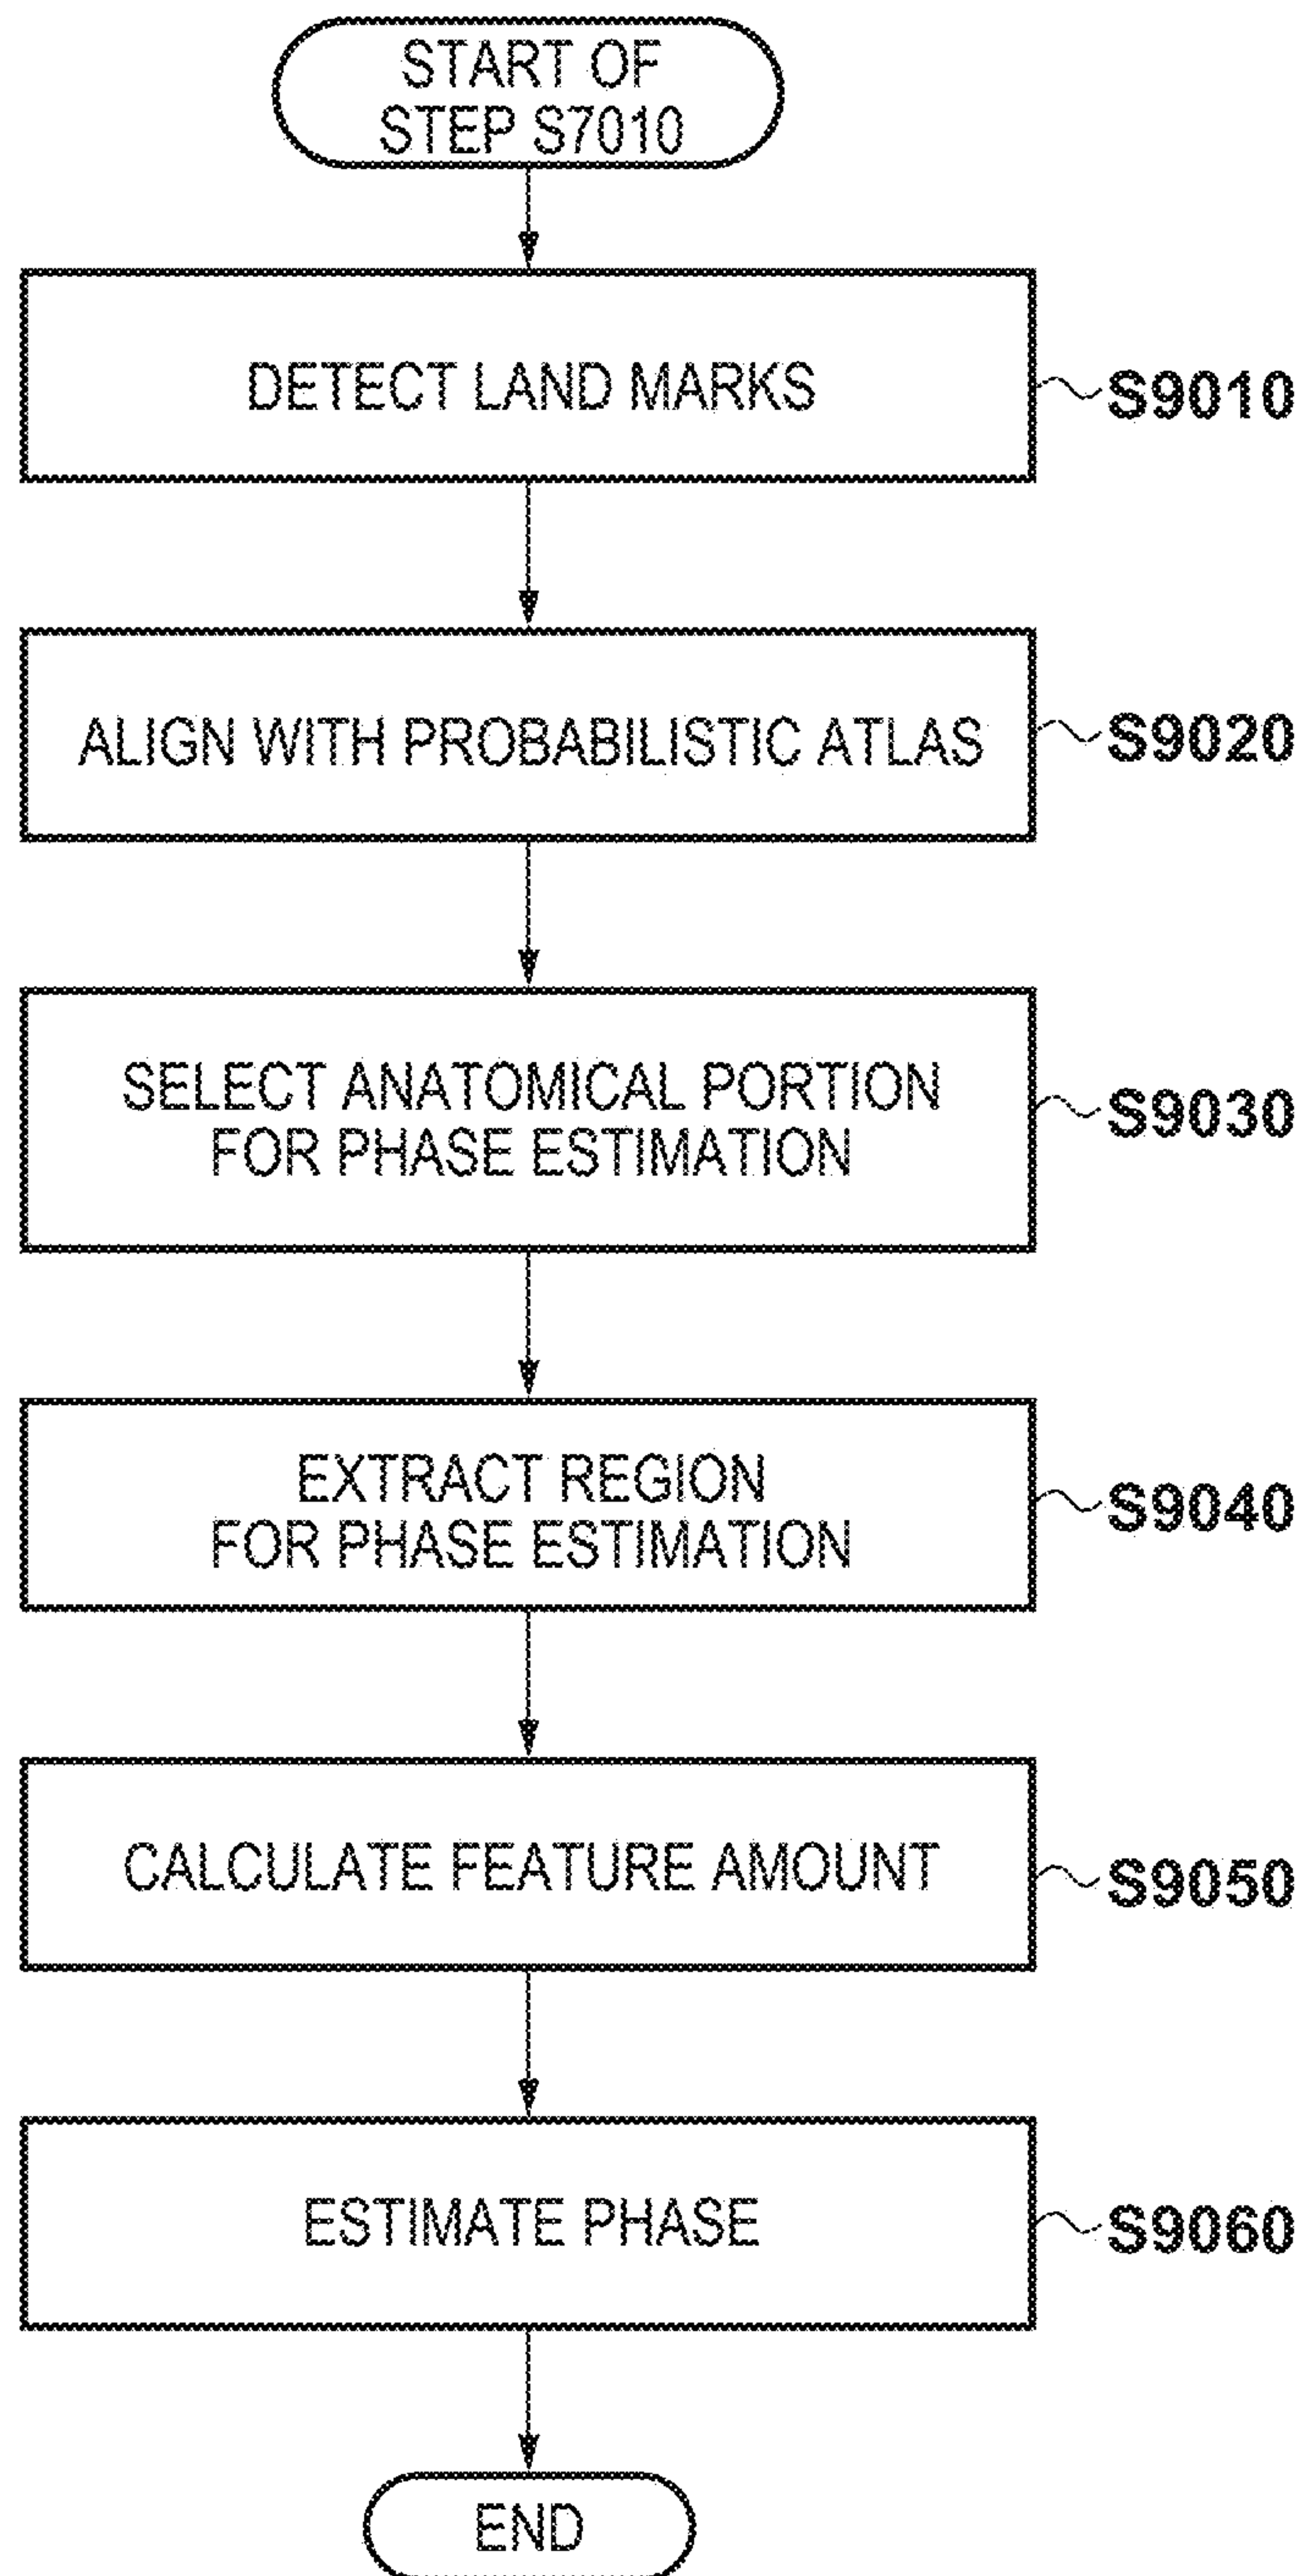 START OF
STEP S7010
DETECT LAND MARKS
S9010
ALIGN WITH PROBABILISTIC ATLAS
S9020
SELECT ANATOMICAL PORTION
FOR PHASE ESTIMATION
S9030
EXTRACT REGION
FOR PHASE ESTIMATION
S9040
CALCULATE FEATURE AMOUNT
S9050
ESTIMATE PHASE
S9060
END